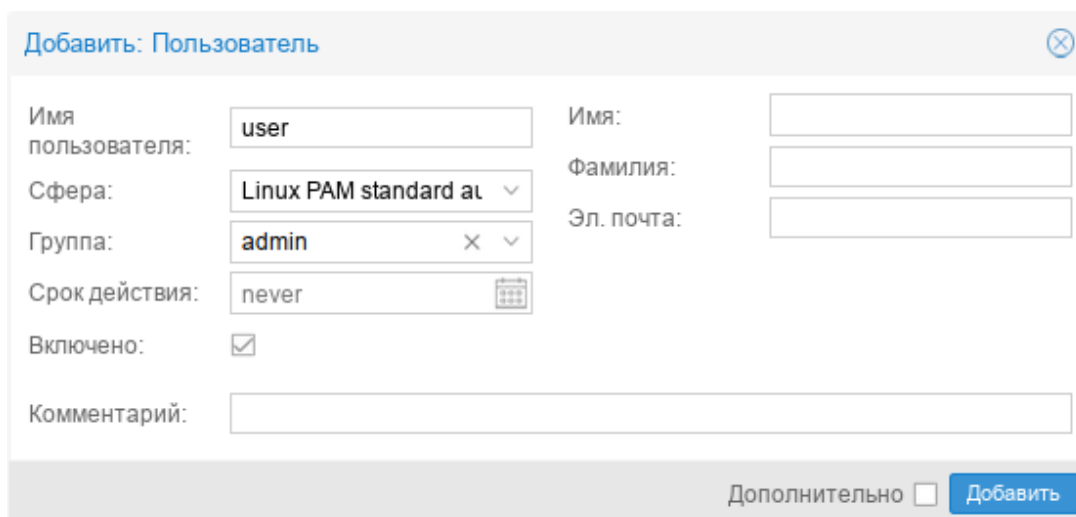 Добавить: Пользователь
Имя
пользователя:
user
Сфера:
Linux PAM standard au
Группа:
admin
Срок действия:
never
Включено:
Имя:
Фамилия:
Эл. почта:
Комментарий:
Дополнительно
Добавить